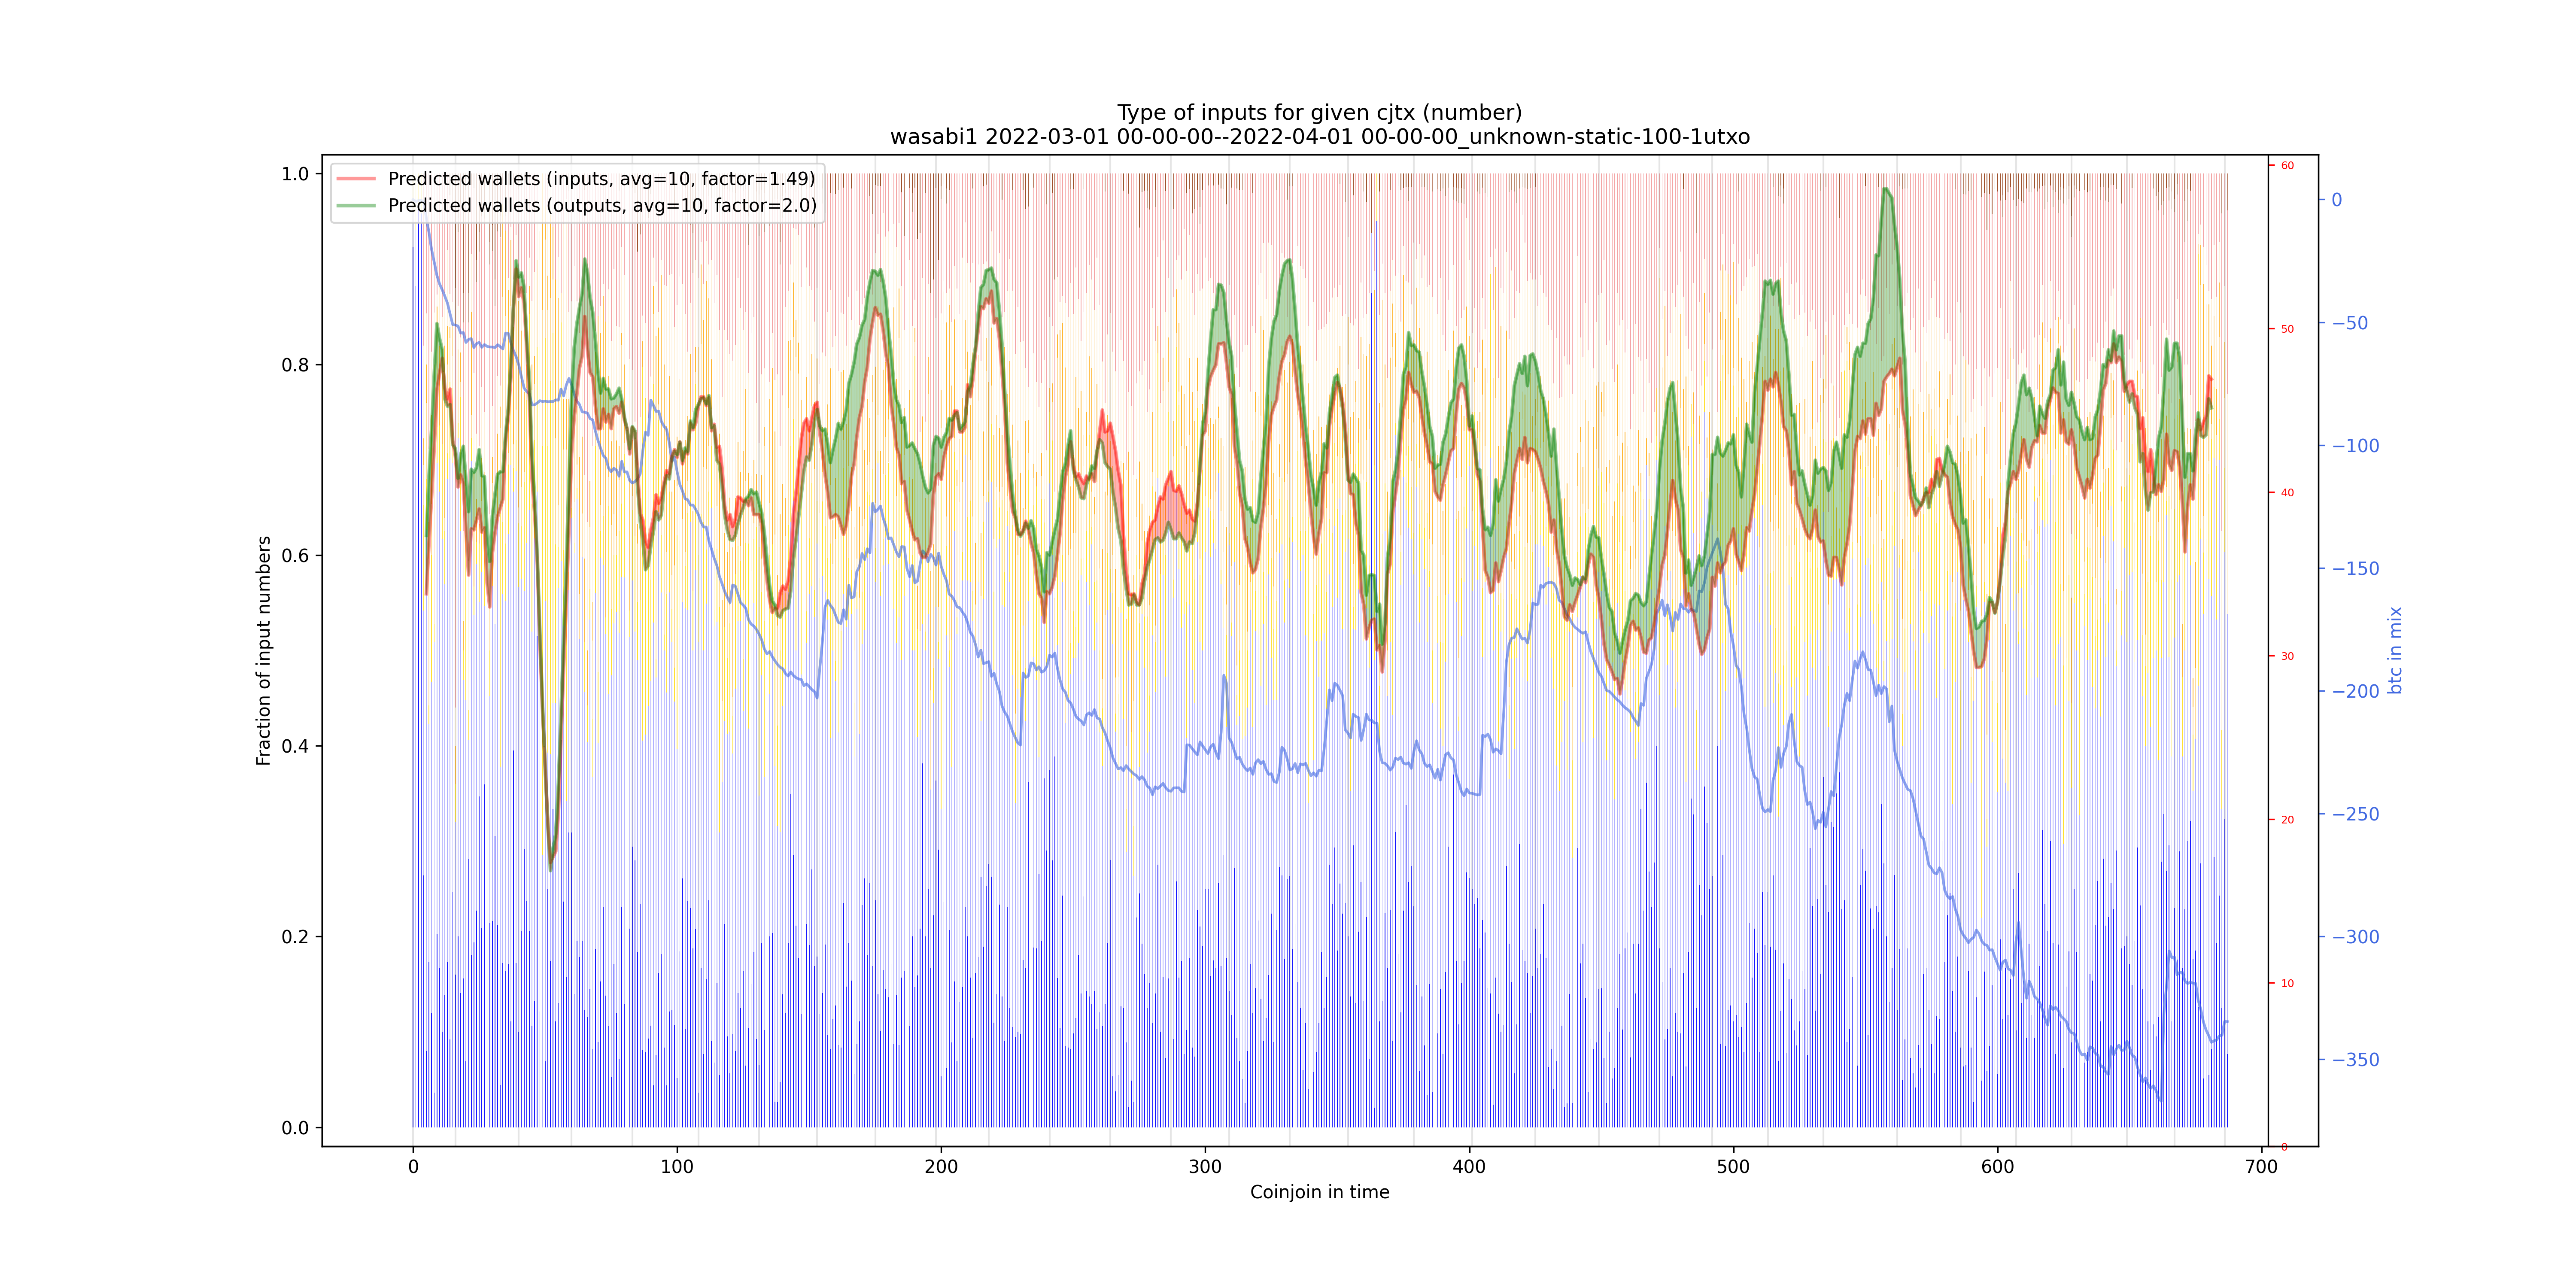 Type of inputs for given cjtx (number)
wasabi1 2022-03-01 00-00-00--2022-04-01 00-00-00_unknown-static-100-1utxo
Predicted wallets (inputs, avg=10, factor=1.49)
Predicted wallets (outputs, avg=10, factor=2.0)
Fraction of input numbers
1.0
0.8
0.6
0.4
0.2
0.0
0 100 200 300 400 500 600 700
Coinjoin in time
60
50
40
30
20
10
0
0
−50
−100
−150
−200
−250
−300
−350
btc in mix